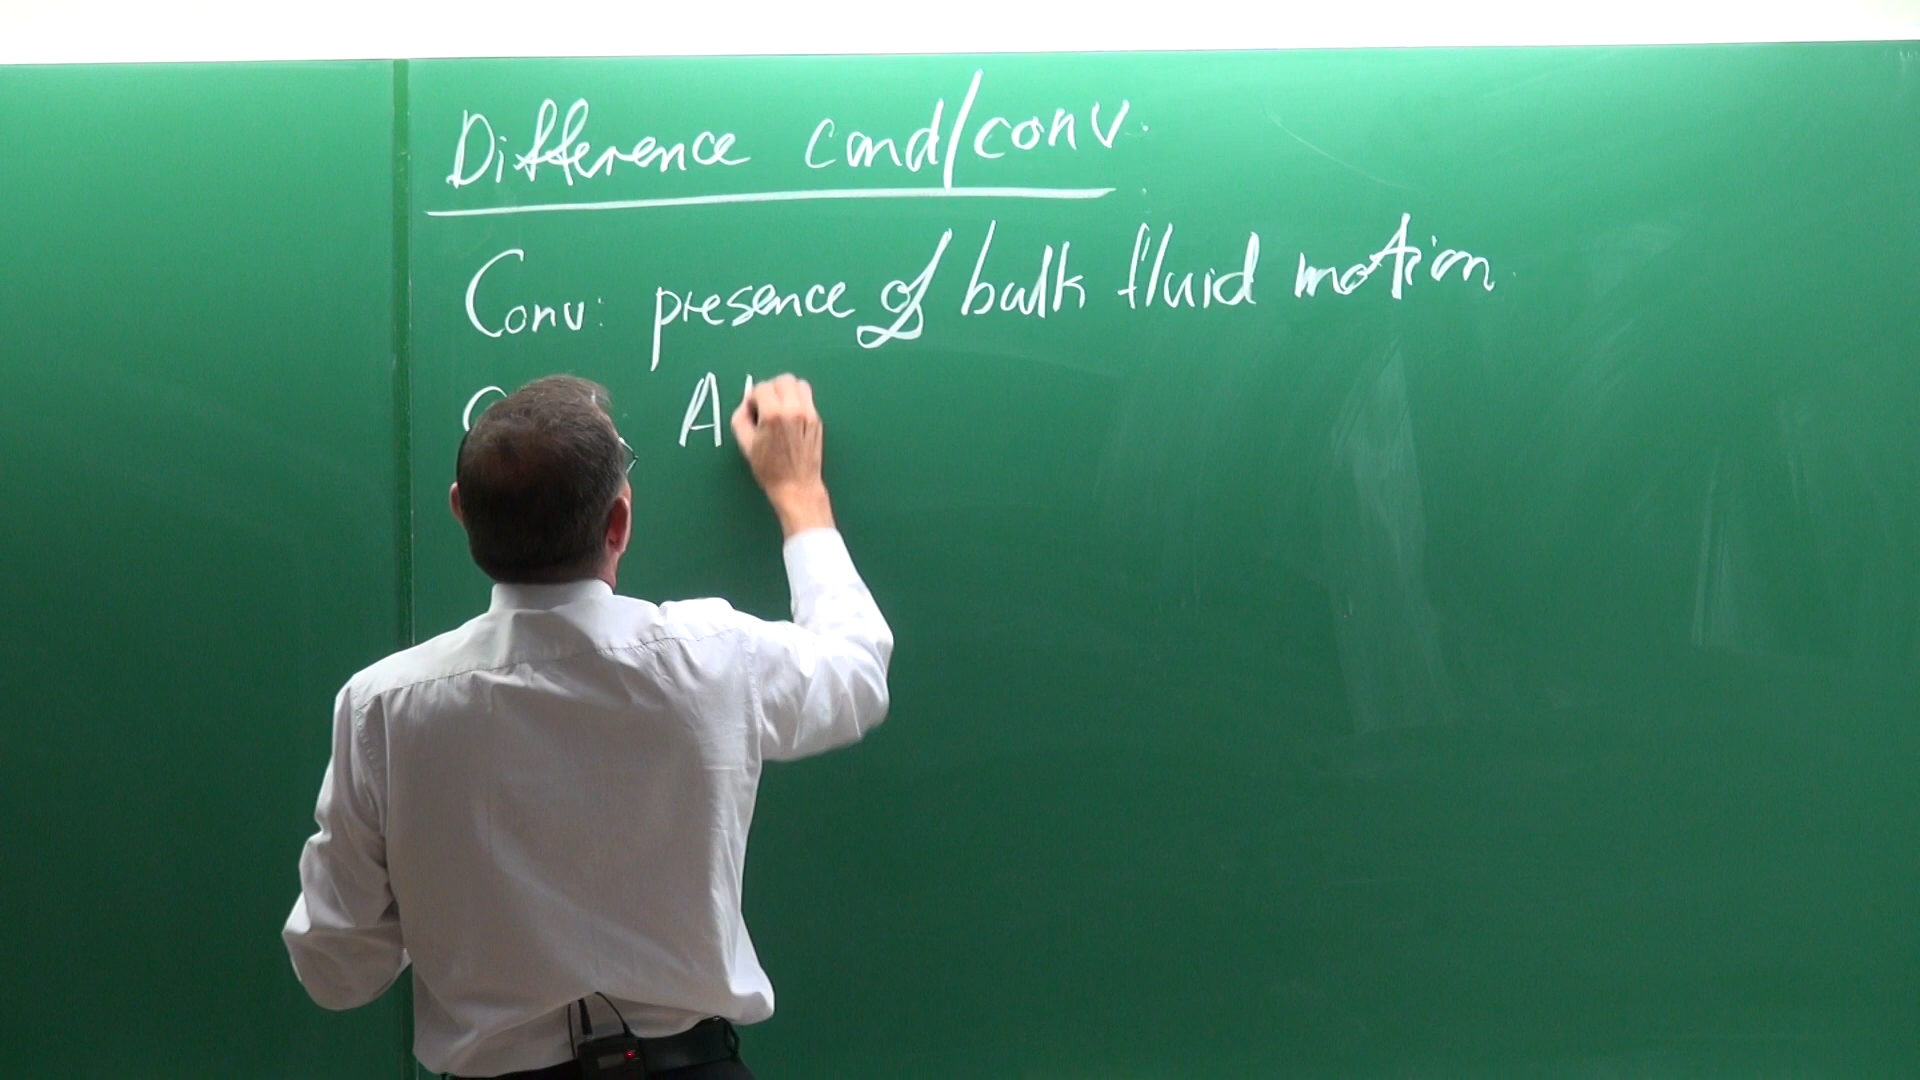 Difference cond/conv.
Conv: presence of bulk fluid motion